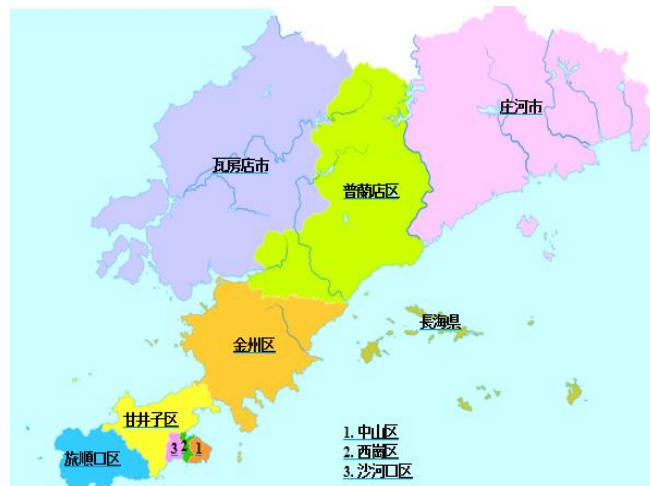 庄河市
瓦房店市
普蘭店区
長海県
金州区
甘井子区
旅順口区
3
2
1
1. 中山区
2. 西崗区
3. 沙河口区